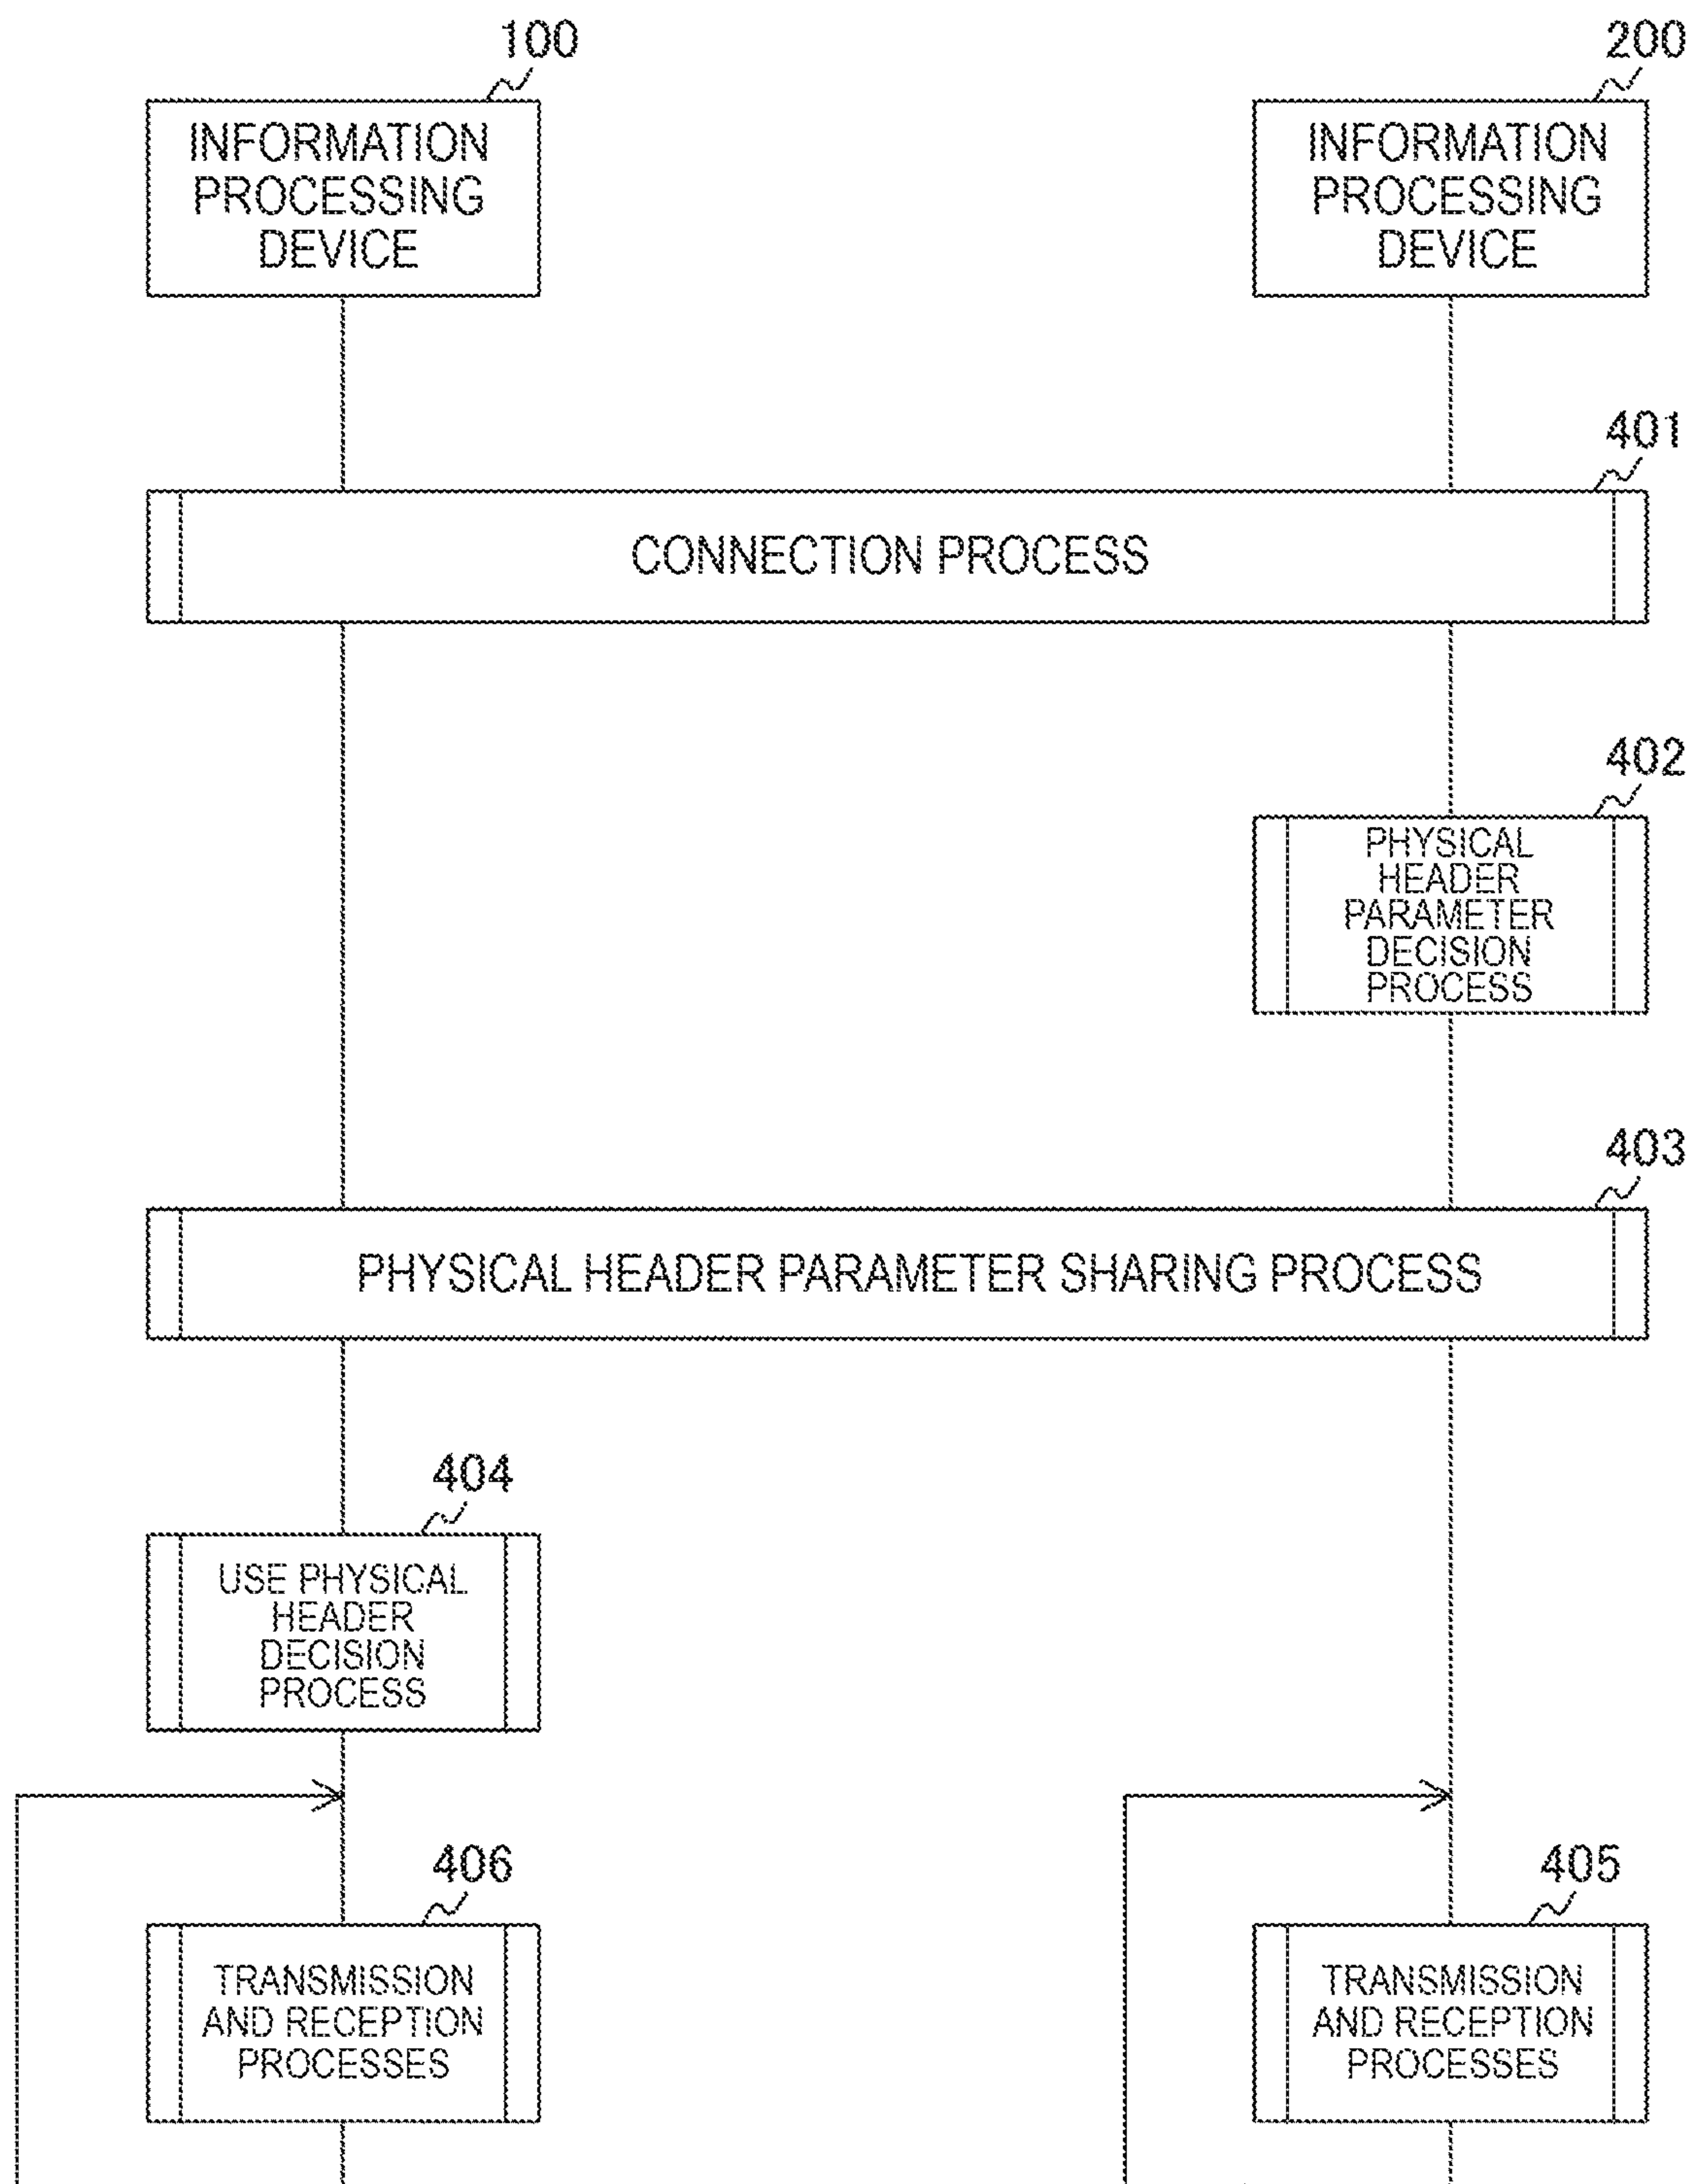 100
200
INFORMATION
PROCESSING
DEVICE
INFORMATION
PROCESSING
DEVICE
401
CONNECTION PROCESS
402
PHYSICAL
HEADER
PARAMETER
DECISION
PROCESS
403
PHYSICAL HEADER PARAMETER SHARING PROCESS
404
USE PHYSICAL
HEADER
DECISION
PROCESS
406
405
TRANSMISSION
AND RECEPTION
PROCESSES
TRANSMISSION
AND RECEPTION
PROCESSES